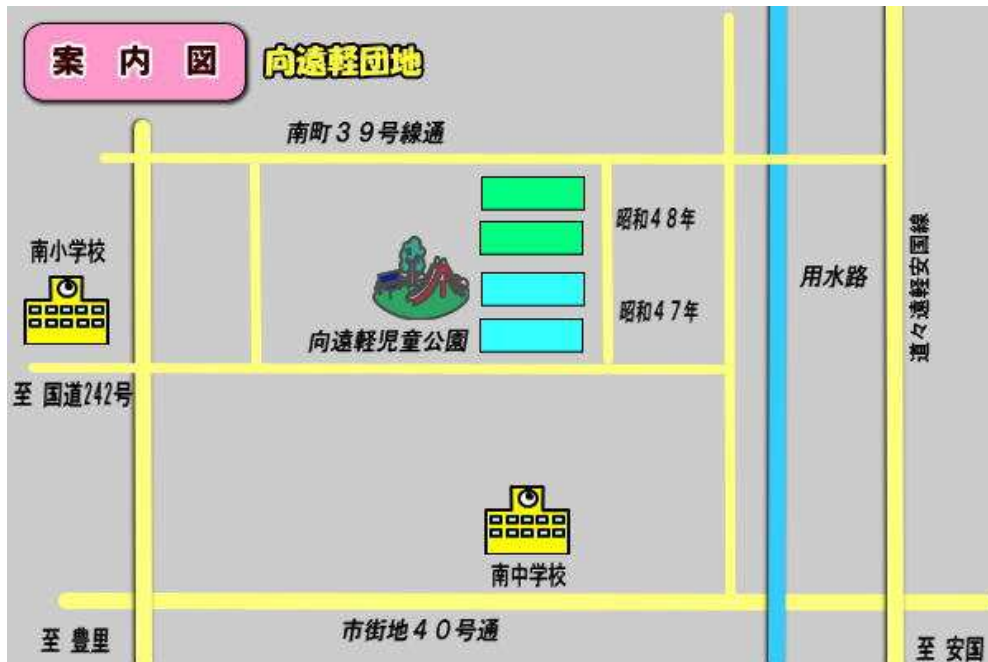 案内図 向遠軽団地
南町３９号線通
昭和４８年
南小学校
用水路
道々遠軽安国線
昭和４７年
向遠軽児童公園
至 国道242号
南中学校
市街地４０号通
至 豊里
至 安国